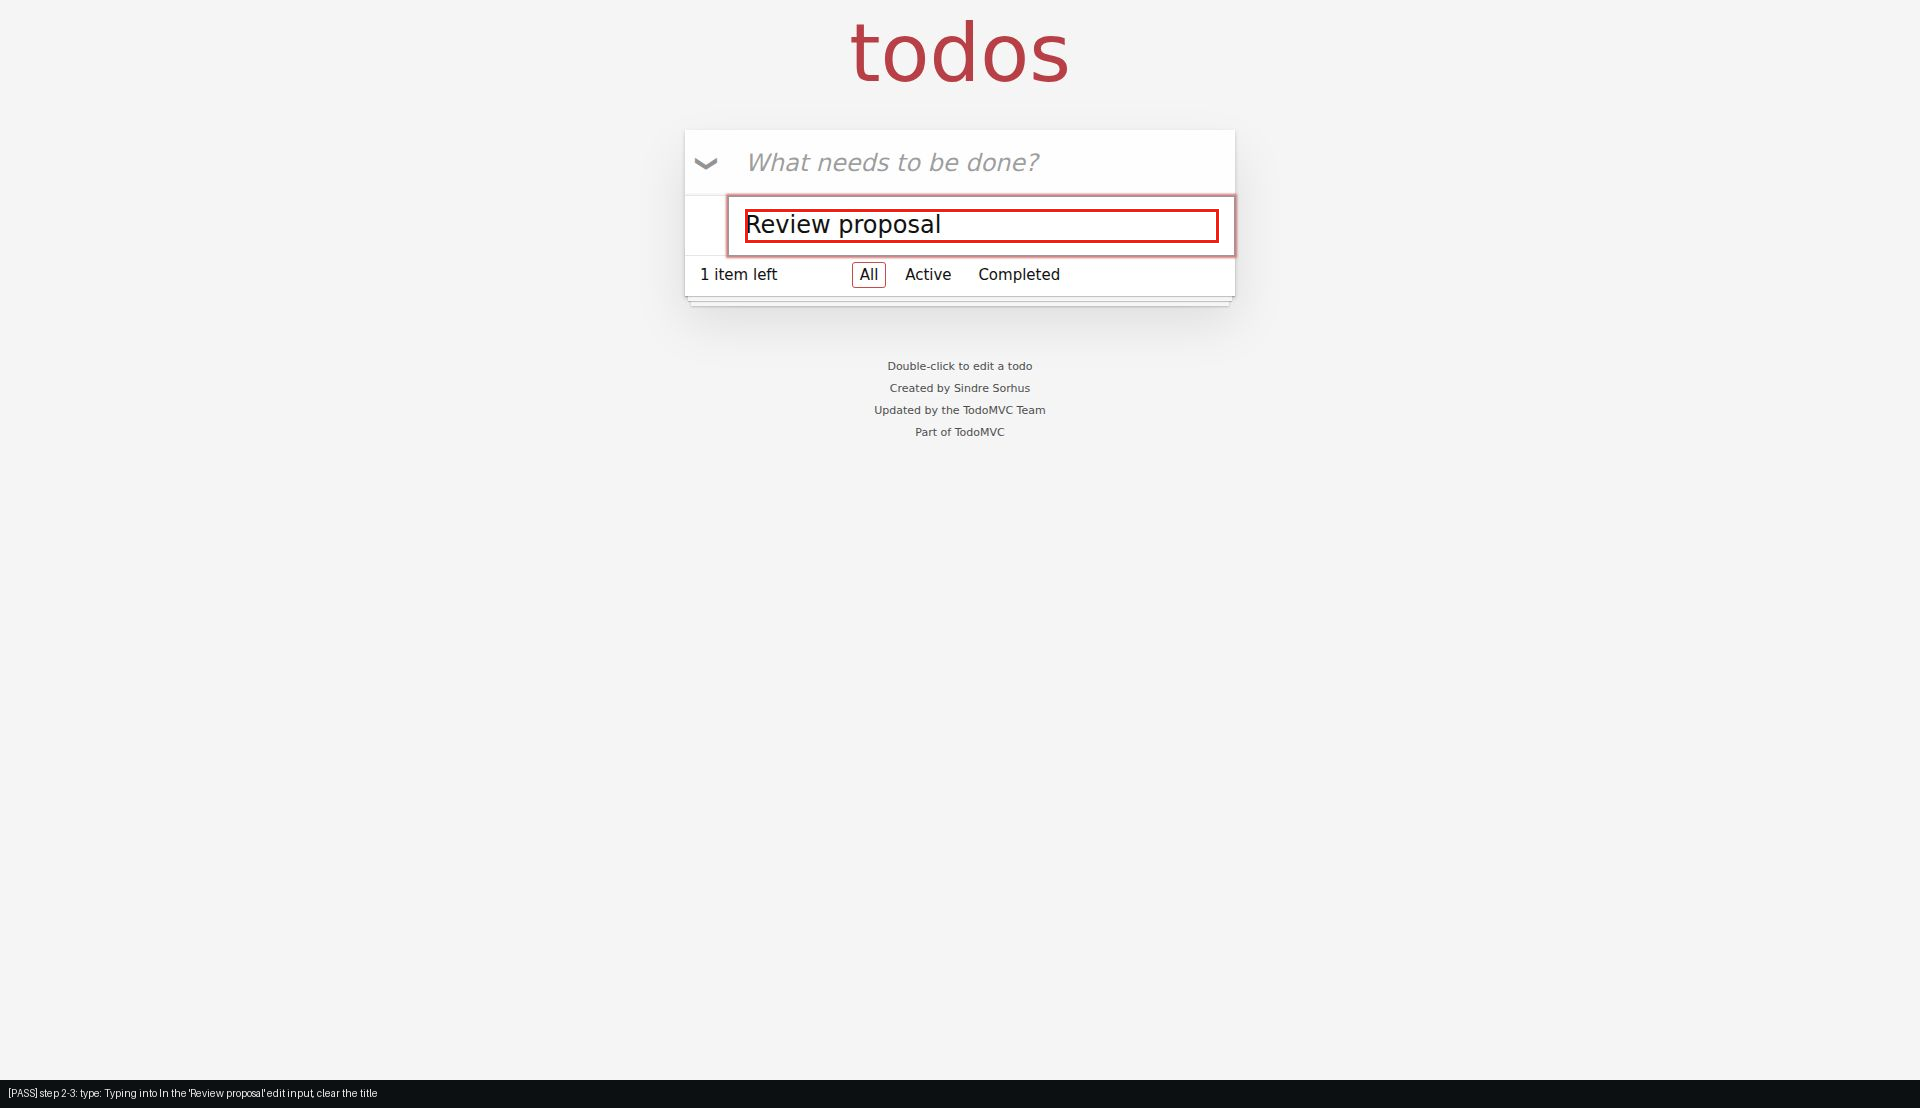 todos
What needs to be done?
Review proposal
1 item left
All
Active
Completed
Double-click to edit a todo
Created by Sindre Sorhus
Updated by the TodoMVC Team
Part of TodoMVC
[PASS] step 2-3: type: Typing into In the 'Review proposal' edit input, clear the title